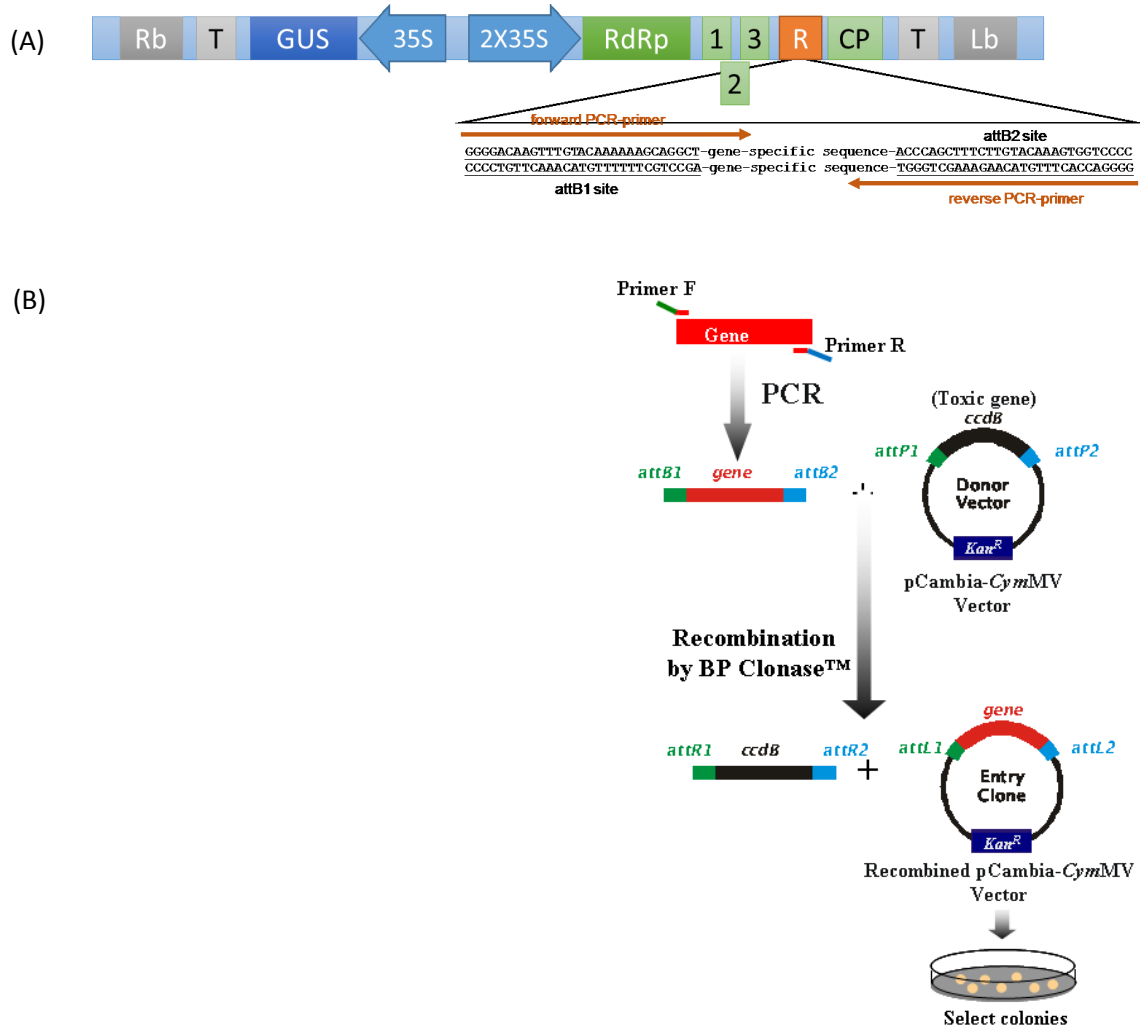 (A)
Rb T GUS 35S 2X35S RdRp 1 3 R CP T Lb
2
forward PCR-primer
attB2 site
GGGGACAAGTTTGTACAAAAAAGCAGGCT-gene-specific sequence-ACCCAGCTTTCTTGTACAAAGTGGTCCCC
CCCCTGTTCAAACATGTTTTTTCGTCCGA-gene-specific sequence-TGGGTCGAAAGAACATGTTTCACCAGGGG
attB1 site
reverse PCR-primer
(B)
Primer F
Gene
Primer R
PCR
(Toxic gene)
ccdB
attP1 attP2
attB1 gene attB2
Donor
Vector
Kan^R
pCambia-CymMV
Vector
Recombination
by BP Clonase™
gene
attR1 ccdB attR2 + attL1 attL2
Entry
Clone
Kan^R
Recombined pCambia-CymMV
Vector
Select colonies